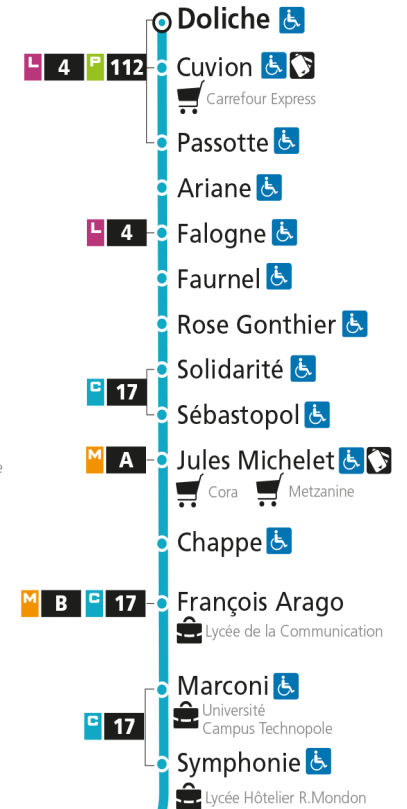 Doliche
L 4 P 112 Cuvion
Carrefour Express
Passotte
Ariane
L 4 Falogne
Faurnel
Rose Gonthier
Solidarité
C 17
Sébastopol
M A Jules Michelet
e
Cora Metzanine
Chappe
M B C 17 François Arago
Lycée de la Communication
Marconi
Université
Campus Technopole
C 17
Symphonie
Lycée Hôtelier R.Mondon